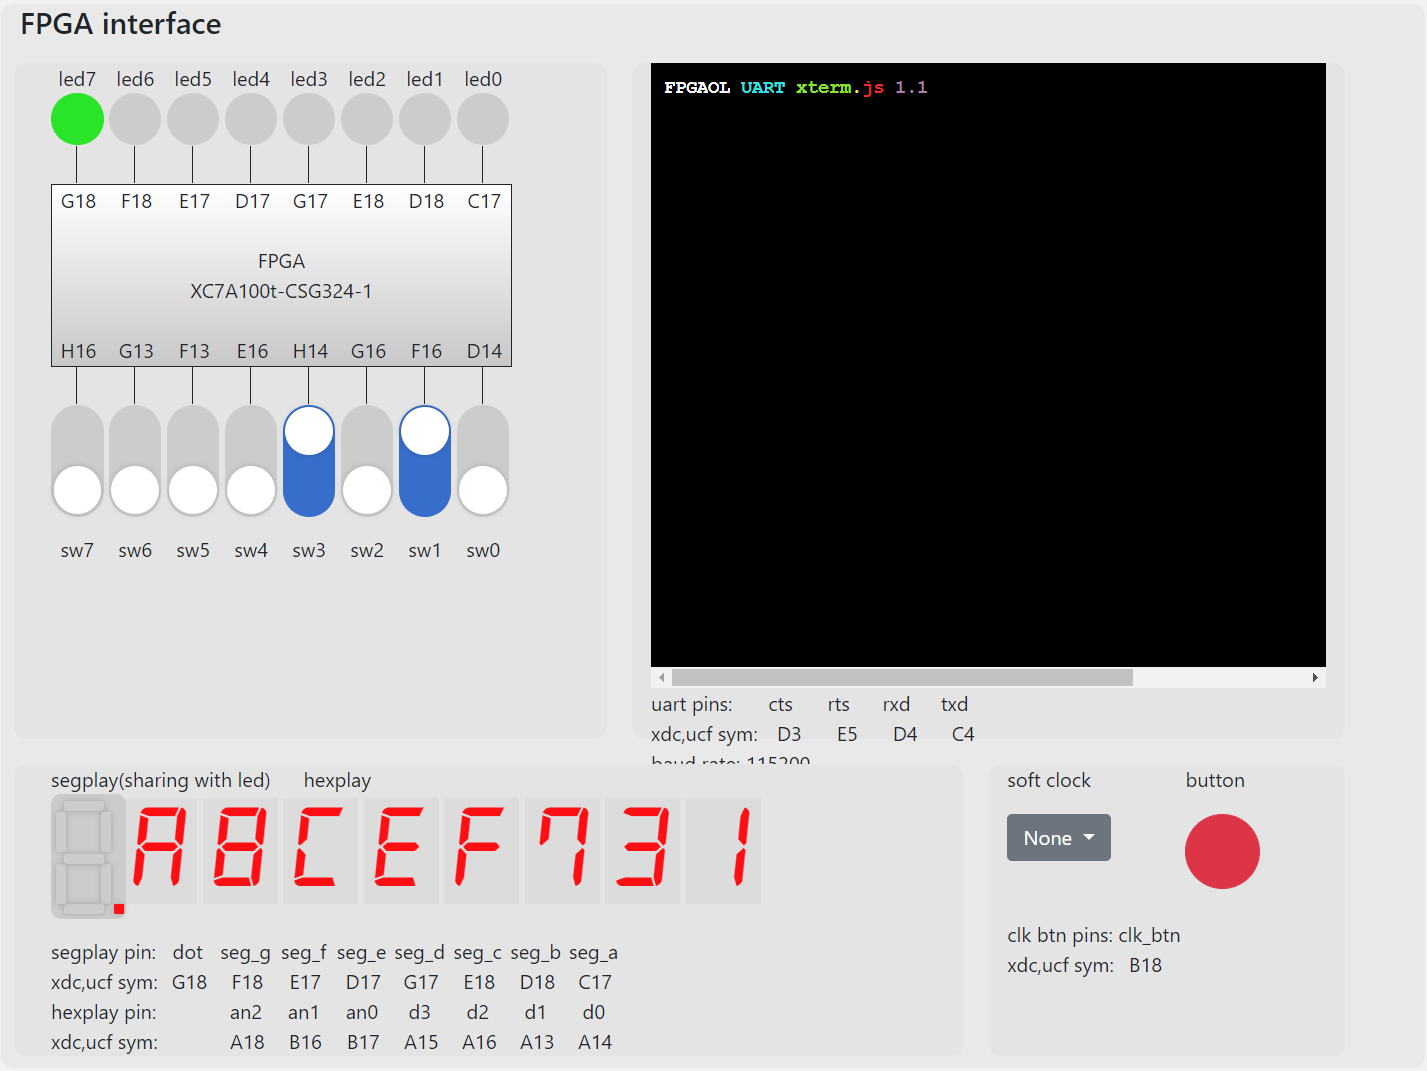 FPGA interface
led7 led6 led5 led4 led3 led2 led1 led0
G18 F18 E17 D17 G17 E18 D18 C17
FPGA
XC7A100t-CSG324-1
H16 G13 F13 E16 H14 G16 F16 D14
sw7 sw6 sw5 sw4 sw3 sw2 sw1 sw0
FPGAOL UART xterm.js 1.1
uart pins: cts rts rxd txd
xdc,ucf sym: D3 E5 D4 C4
baud rate: 115200
segplay(sharing with led) hexplay
A8CEF731
segplay pin: dot seg_g seg_f seg_e seg_d seg_c seg_b seg_a
xdc,ucf sym: G18 F18 E17 D17 G17 E18 D18 C17
hexplay pin: an2 an1 an0 d3 d2 d1 d0
xdc,ucf sym: A18 B16 B17 A15 A16 A13 A14
soft clock button
None
clk btn pins: clk_btn
xdc,ucf sym: B18